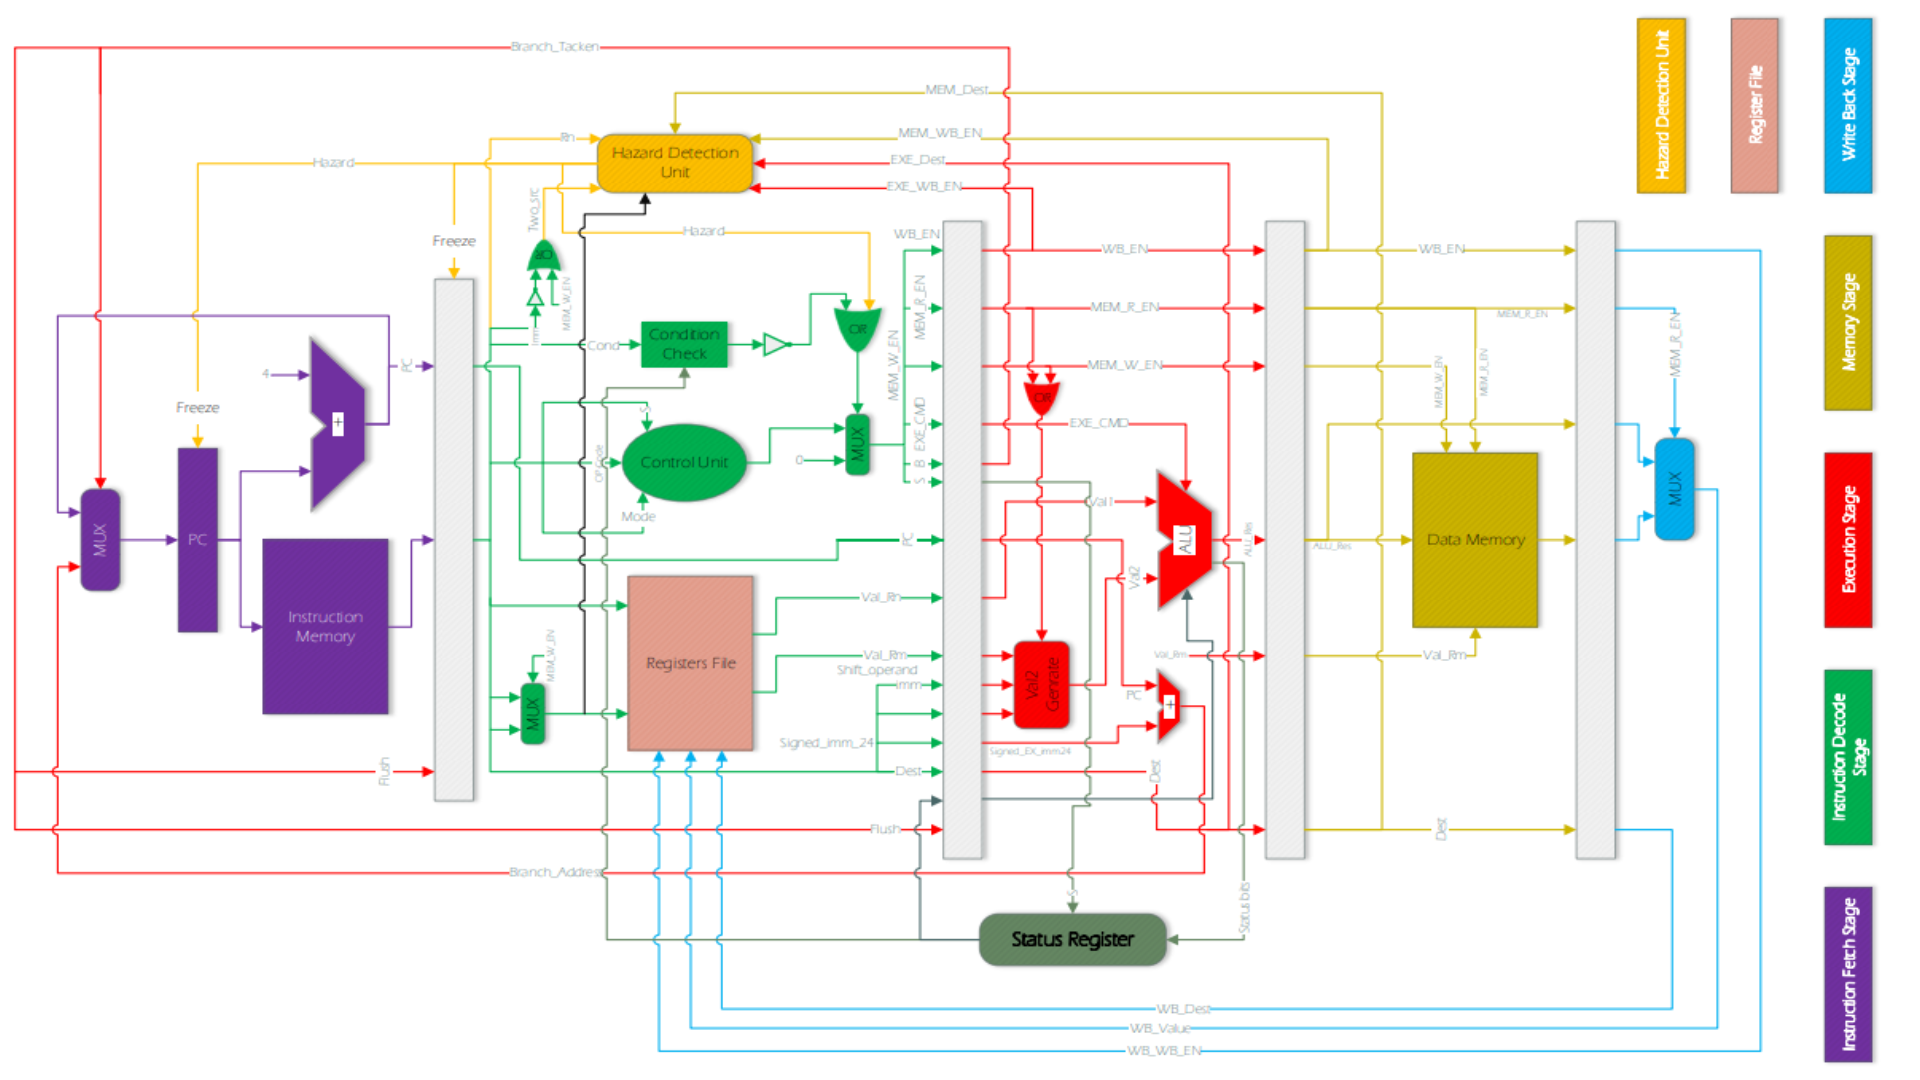 Branch_Tacken
MEM_Dest
MEM_WB_EN
EXE_Dest
EXE_WB_EN
Rn
Hazard Detection
Unit
Hazard
Two_src
Freeze
Hazard
OR
MEM_W_EN
Imm
WB_EN
MEM_R_EN
MEM_W_EN
EXE_CMD
B
S
WB_EN
MEM_R_EN
MEM_W_EN
OR
EXE_CMD
WB_EN
MEM_R_EN
MEM_W_EN
MEM_R_EN
MEM_R_EN
Cond
Condition
Check
OR
PC
4
+
Freeze
S
OP Code
Control Unit
Mode
0
MUX
MUX
PC
Instruction
Memory
PC
Val1
ALU
Val2
ALU_Res
ALU_Res
Data Memory
MUX
Registers File
Val_Rn
Val_Rm
Shift_operand
imm
Signed_imm_24
Dest
MEM_W_EN
MUX
Val2
Genrate
Val_Rm
PC
+
Signed_EX_imm24
Dest
Val_Rm
Flush
Flush
Dest
Branch_Address
S
Status bits
Status Register
WB_Dest
WB_Value
WB_WB_EN
Hazard Detection Unit
Register File
Write Back Stage
Memory Stage
Execution Stage
Instruction Decode
Stage
Instruction Fetch Stage